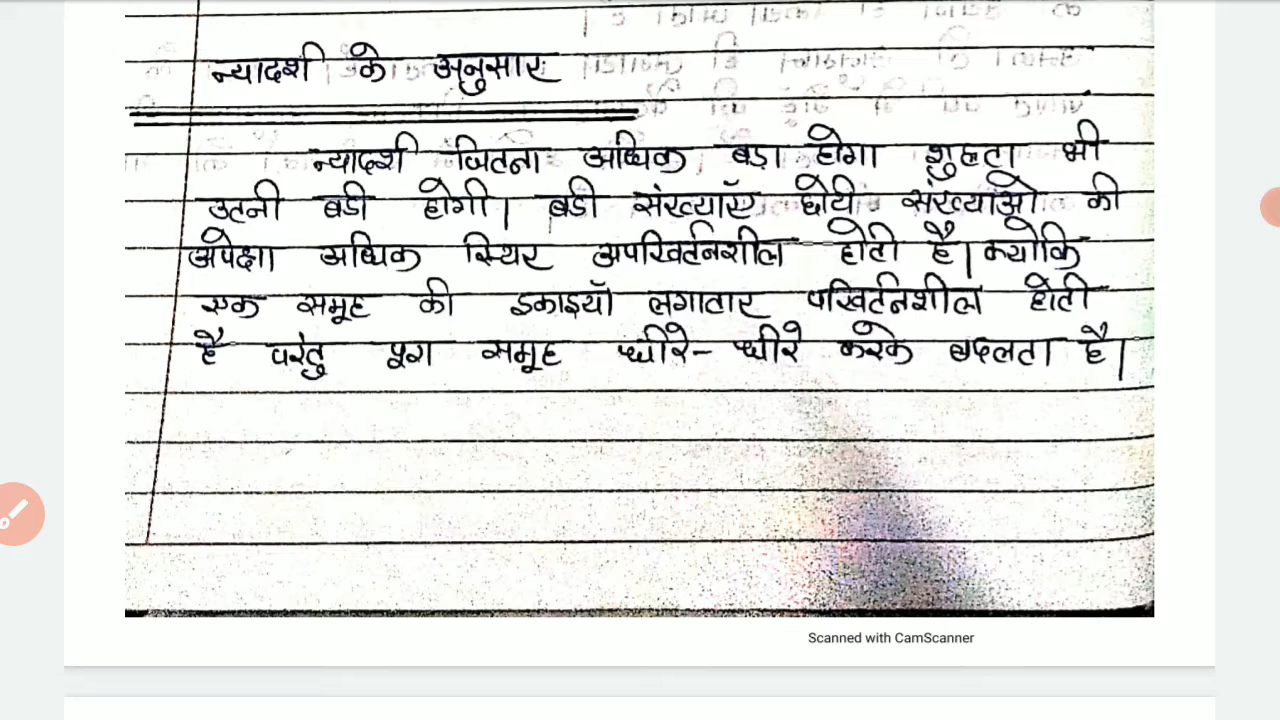 न्यादर्श के अनुसार
न्यादर्श जितना अधिक बड़ा होगा शुद्धता भी
उतनी बडी होगी। बडी संख्याएँ छोटी संख्याओ की
अपेक्षा अधिक स्थिर अपरिवर्तनशील होती है। क्योकि
एक समूह की इकाइयाँ लगातार परिवर्तनशील होती
है परंतु पूरा समूह धीरे-धीरे करके बदलता है।
Scanned with CamScanner